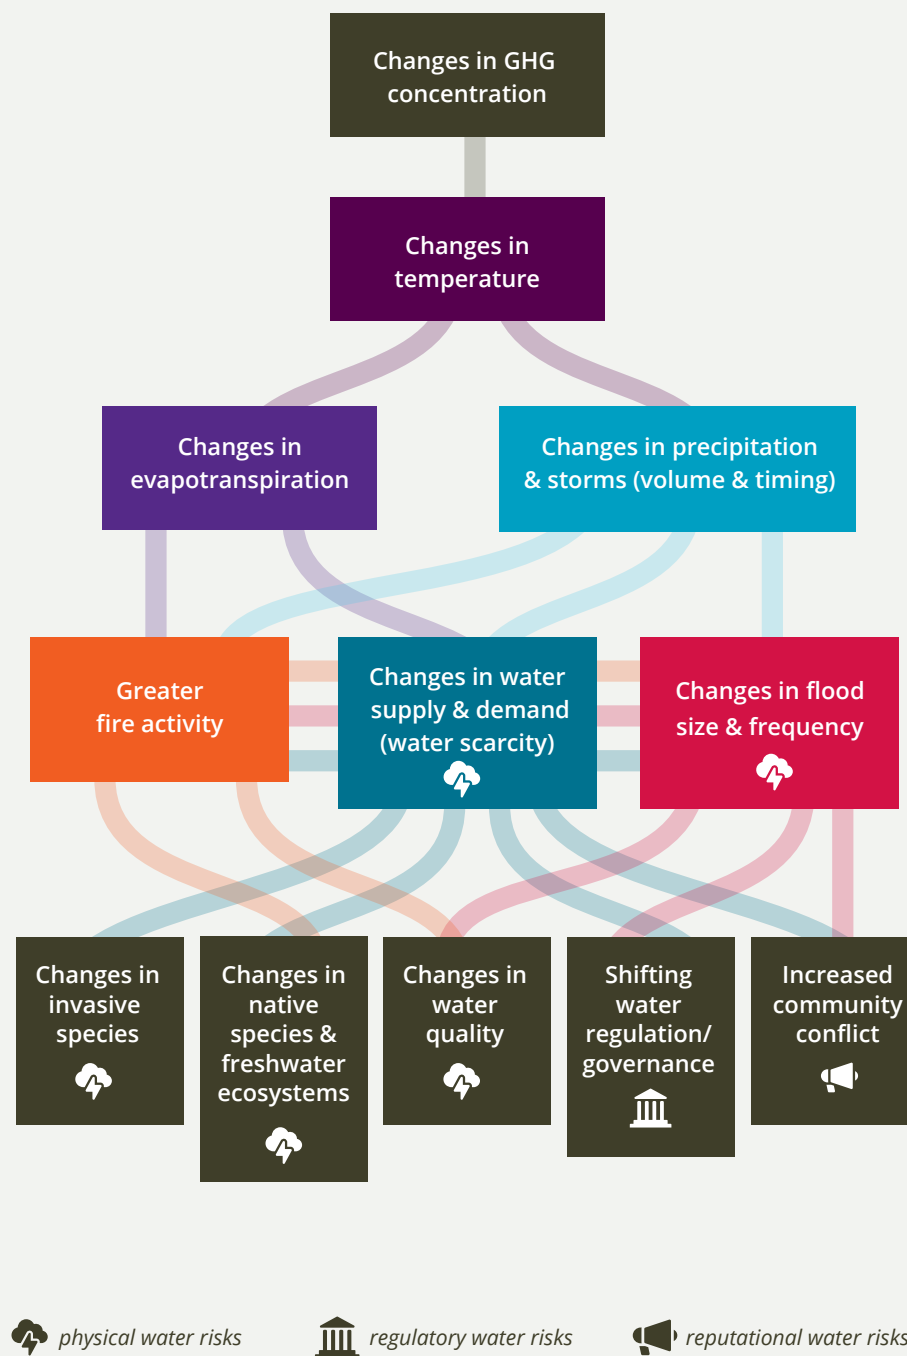 Changes in GHG
concentration
Changes in
temperature
Changes in
evapotranspiration
Changes in precipitation
& storms (volume & timing)
Greater
fire activity
Changes in water
supply & demand
(water scarcity)
Changes in flood
size & frequency
Changes in
invasive
species
Changes in
native
species &
freshwater
ecosystems
Changes in
water
quality
Shifting
water
regulation/
governance
Increased
community
conflict
physical water risks
regulatory water risks
reputational water risks